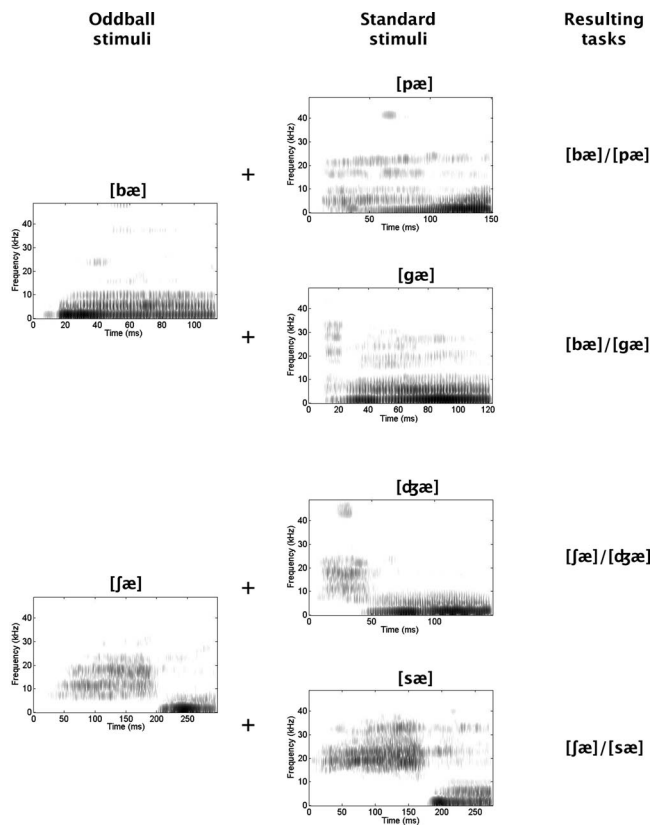 Oddball
stimuli
Standard
stimuli
Resulting
tasks
[pæ]
Frequency (kHz)
40
30
20
10
0
50
100
150
Time (ms)
+
[bæ]/[pæ]
[bæ]
Frequency (kHz)
40
30
20
10
0
0
20
40
60
80
100
Time (ms)
[gæ]
Frequency (kHz)
40
30
20
10
0
0
20
40
60
80
100
120
Time (ms)
+
[bæ]/[gæ]
[ʤæ]
Frequency (kHz)
40
30
20
10
0
0
50
100
Time (ms)
+
[ʃæ]/[ʤæ]
[ʃæ]
Frequency (kHz)
40
30
20
10
0
0
50
100
150
200
250
Time (ms)
[sæ]
Frequency (kHz)
40
30
20
10
0
0
50
100
150
200
250
Time (ms)
+
[ʃæ]/[sæ]